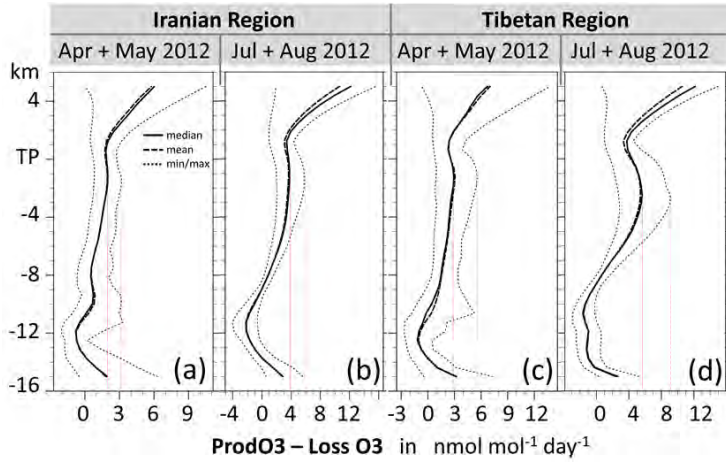 Iranian Region Tibetan Region
Apr + May 2012 Jul + Aug 2012 Apr + May 2012 Jul + Aug 2012
km
4
TP
-4
-8
-12
-16
median
mean
min/max
(a) (b) (c) (d)
0 3 6 9 -4 0 4 8 12 -3 0 3 6 9 12 0 4 8 12
ProdO3 – Loss O3 in nmol mol⁻¹ day⁻¹